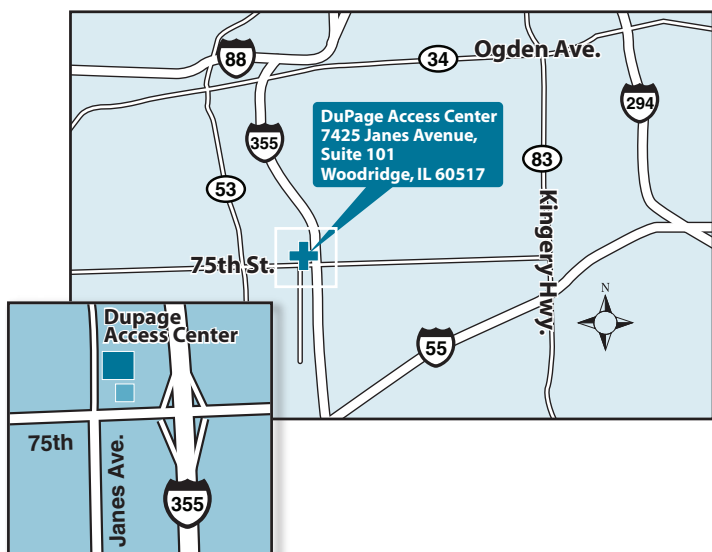 88
34
Ogden Ave.
294
355
DuPage Access Center
7425 Janes Avenue,
Suite 101
Woodridge, IL 60517
83
53
Kingery Hwy.
75th St.
N
55
Dupage
Access Center
75th
Janes Ave.
355